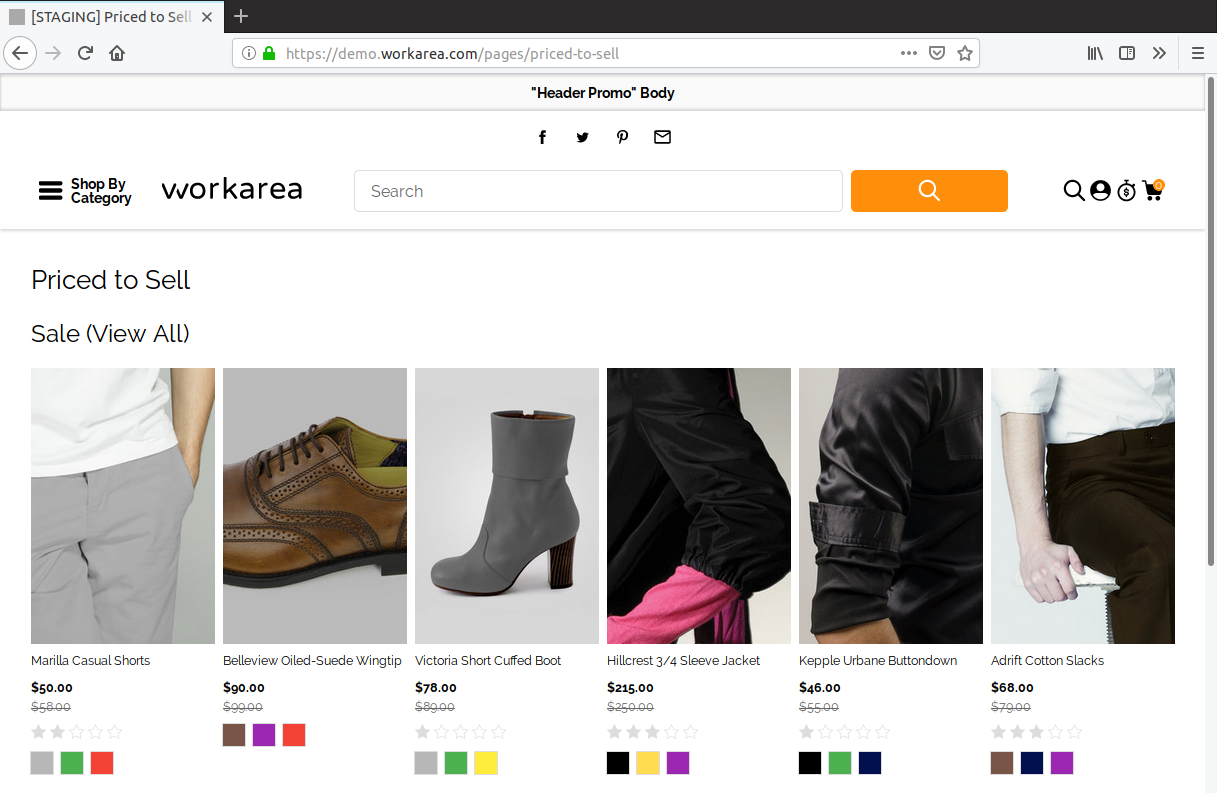 [STAGING] Priced to Sell
https://demo.workarea.com/pages/priced-to-sell
"Header Promo" Body
Shop By
Category
workarea
Search
0
Priced to Sell
Sale (View All)
Marilla Casual Shorts
$50.00
$58.00
Belleview Oiled-Suede Wingtip
$90.00
$99.00
Victoria Short Cuffed Boot
$78.00
$89.00
Hillcrest 3/4 Sleeve Jacket
$215.00
$250.00
Kepple Urbane Buttondown
$46.00
$55.00
Adrift Cotton Slacks
$68.00
$79.00